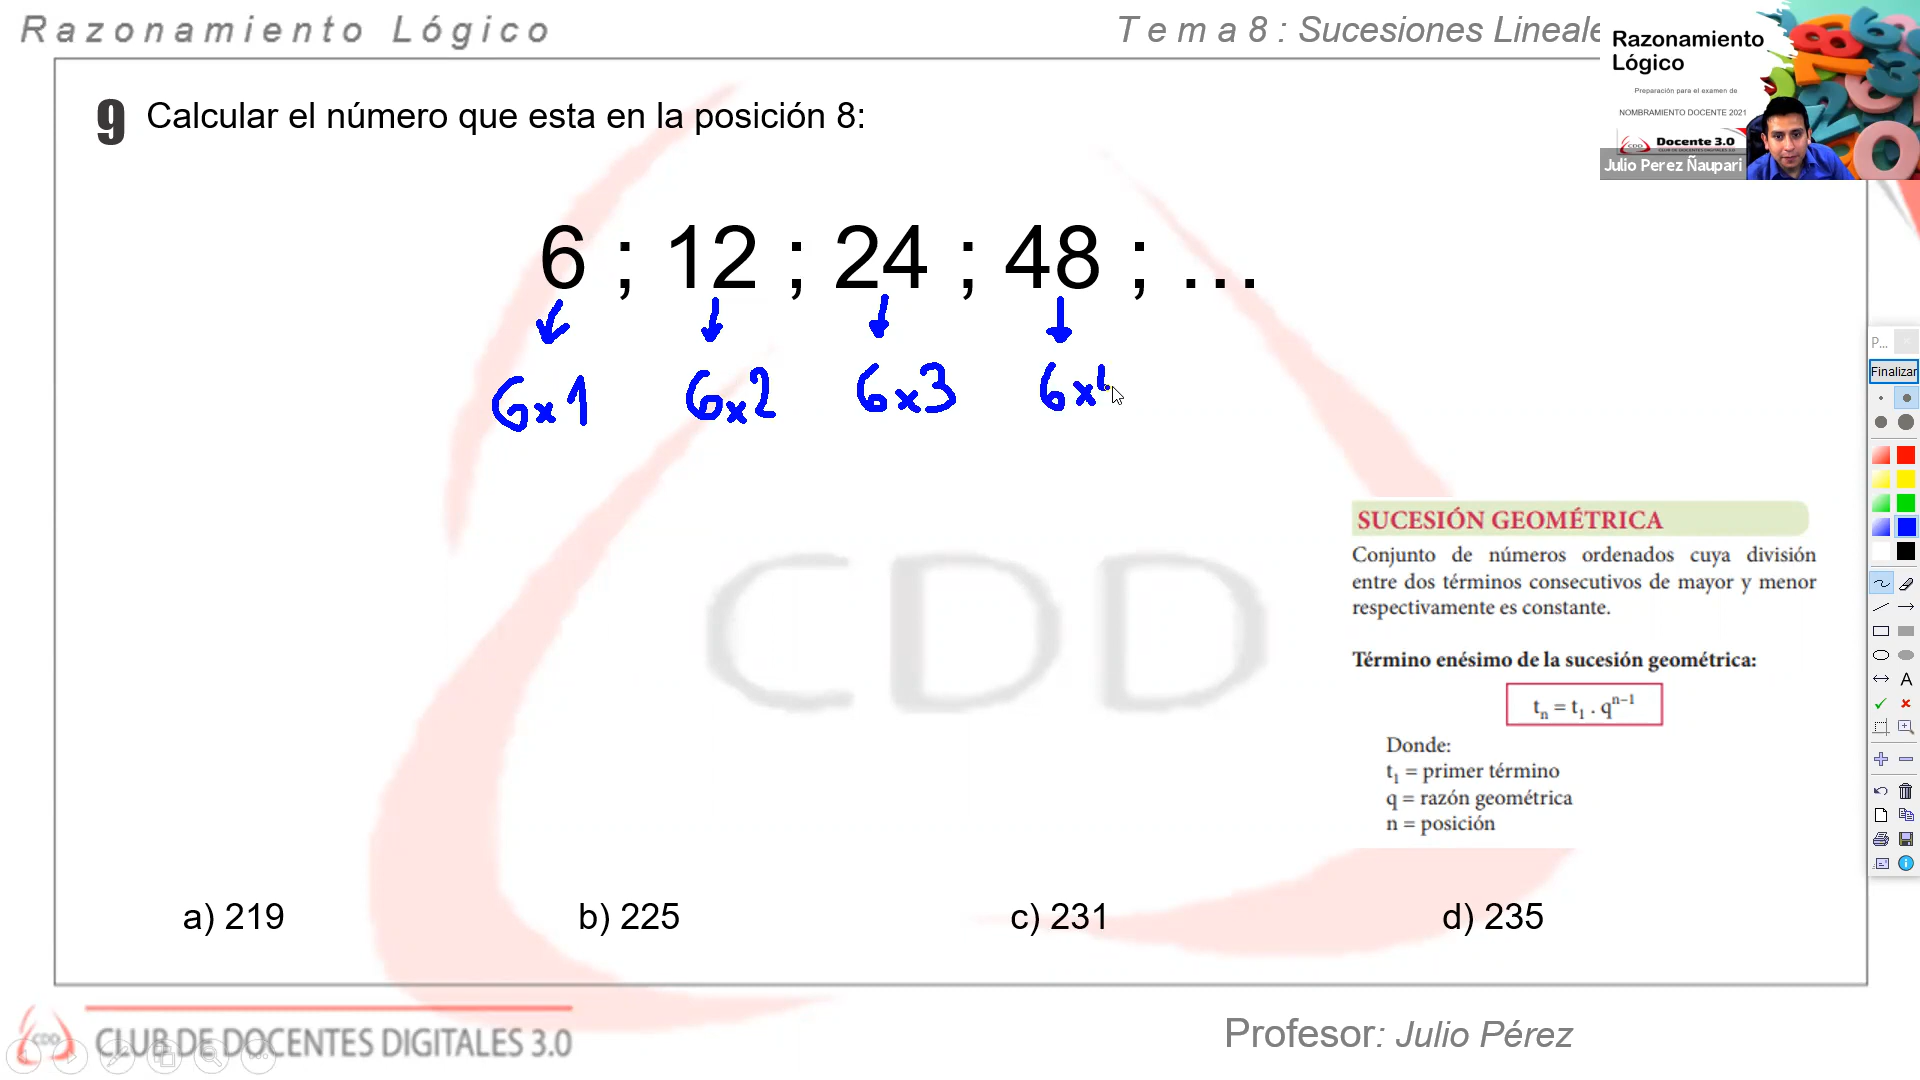 Razonamiento Lógico
Tema 8 : Sucesiones Lineale
Razonamiento
Lógico
Preparación para el examen de
NOMBRAMIENTO DOCENTE 2021
Docente 3.0
Julio Perez Ñaupari
9 Calcular el número que esta en la posición 8:
6 ; 12 ; 24 ; 48 ; ...
6x1 6x2 6x3 6x4
P...
Finalizar
SUCESIÓN GEOMÉTRICA
Conjunto de números ordenados cuya división
entre dos términos consecutivos de mayor y menor
respectivamente es constante.
Término enésimo de la sucesión geométrica:
tn = t1 . q^n−1
Donde:
t1 = primer término
q = razón geométrica
n = posición
A
CDD
a) 219 b) 225 c) 231 d) 235
CDD
CLUB DE DOCENTES DIGITALES 3.0
Profesor: Julio Pérez